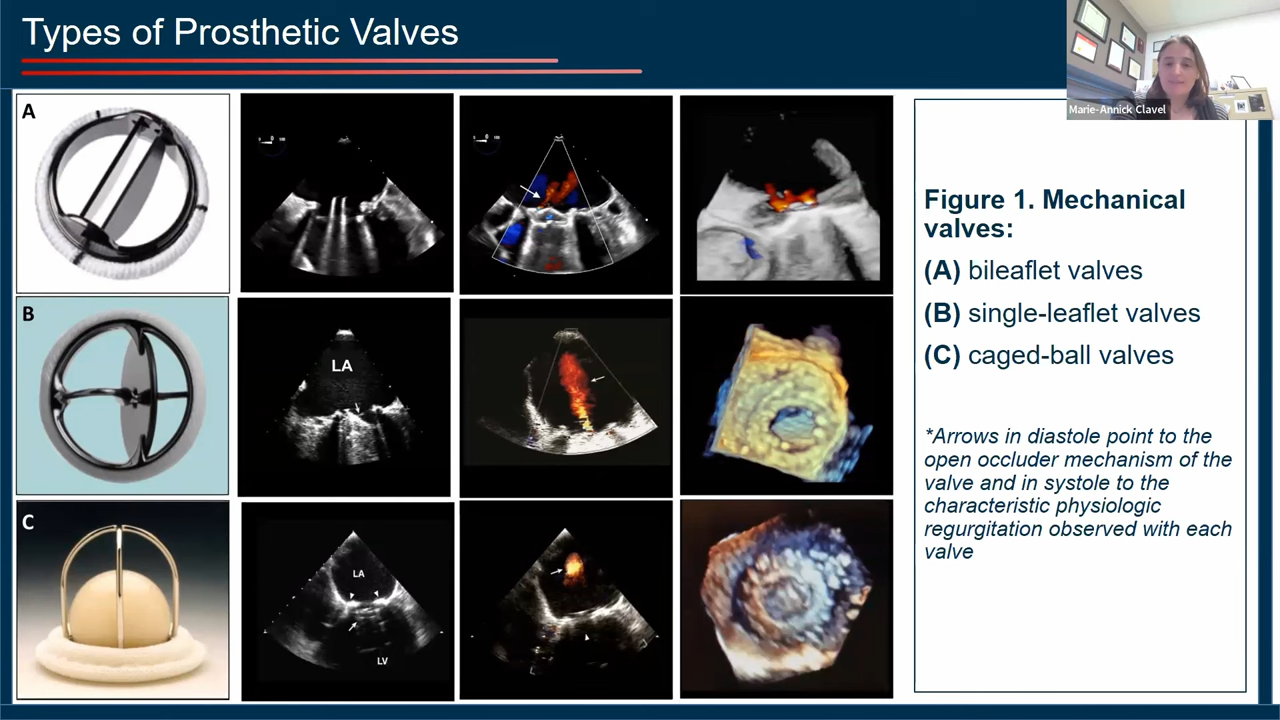 Types of Prosthetic Valves
Marie-Annick Clavel
A
B
LA
C
LA
LV
Figure 1. Mechanical
valves:
(A) bileaflet valves
(B) single-leaflet valves
(C) caged-ball valves
*Arrows in diastole point to the
open occluder mechanism of the
valve and in systole to the
characteristic physiologic
regurgitation observed with each
valve